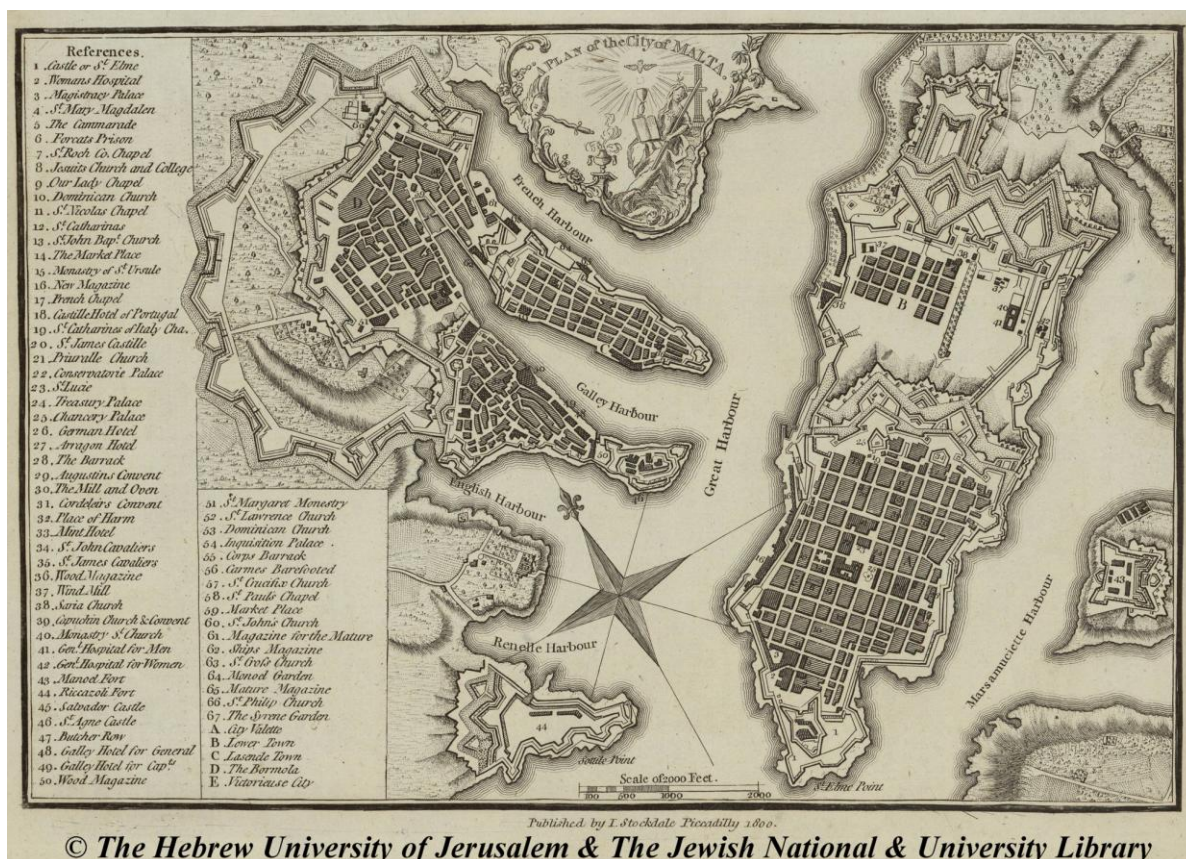 PLAN of the City of MALTA.
References.
1. Castle or St. Elme
2. Womans Hospital
3. Magistracy Palace
4. St. Mary Magdalen
5. The Cammarade
6. Forcats Prison
7. St. Roch Co. Chapel
8. Jesuits Church and College
9. Our Lady Chapel
10. Dominican Church
11. St. Nicolas Chapel
12. St. Catharinas
13. St. John Bapt. Church
14. The Market Place
15. Monastry of St. Ursule
16. New Magazine
17. French Chapel
18. Castille Hotel of Portugal
19. St. Catharines of Italy Cha.
20. St. James Castille
21. Priuralle Church
22. Conservatorie Palace
23. St. Lucie
24. Treasury Palace
25. Chancery Palace
26. German Hotel
27. Arragon Hotel
28. The Barrack
29. Augustins Convent
30. The Mill and Oven
31. Cordeleirs Convent
32. Place of Harm
33. Mint Hotel
34. St. John Cavaliers
35. St. James Cavaliers
36. Wood Magazine
37. Wind Mill
38. Saria Church
39. Capuchin Church & Convent
40. Monastry St. Church
41. Genl. Hospital for Men
42. Genl. Hospital for Women
43. Manoel Fort
44. Riccazoli Fort
45. Salvador Castle
46. St. Agne Castle
47. Butcher Row
48. Galley Hotel for General
49. Galley Hotel for Capts
50. Wood Magazine
51. St. Margaret Monestry
52. St. Lawrence Church
53. Dominican Church
54. Inquisition Palace.
55. Corps Barrack
56. Carmes Barefooted
57. St. Crucifix Church
58. St. Pauls Chapel
59. Market Place
60. St. John's Church
61. Magazine for the Mature
62. Ships Magazine
63. St. Cross Church
64. Monoel Garden
65. Mature Magazine
66. St. Philip Church
67. The Syrene Garden
A City Valette
B Lower Town
C Lasende Town
D The Bormola
E Victorieuse City
French Harbour
Galley Harbour
Great Harbour
English Harbour
Renelle Harbour
Marsamuciette Harbour
Sottile Point
St. Elme Point
B
D
1
43
44
Scale of 2000 Feet.
100 500 1000 2000
Published by I. Stockdale Piccadilly 1800.
© The Hebrew University of Jerusalem & The Jewish National & University Library